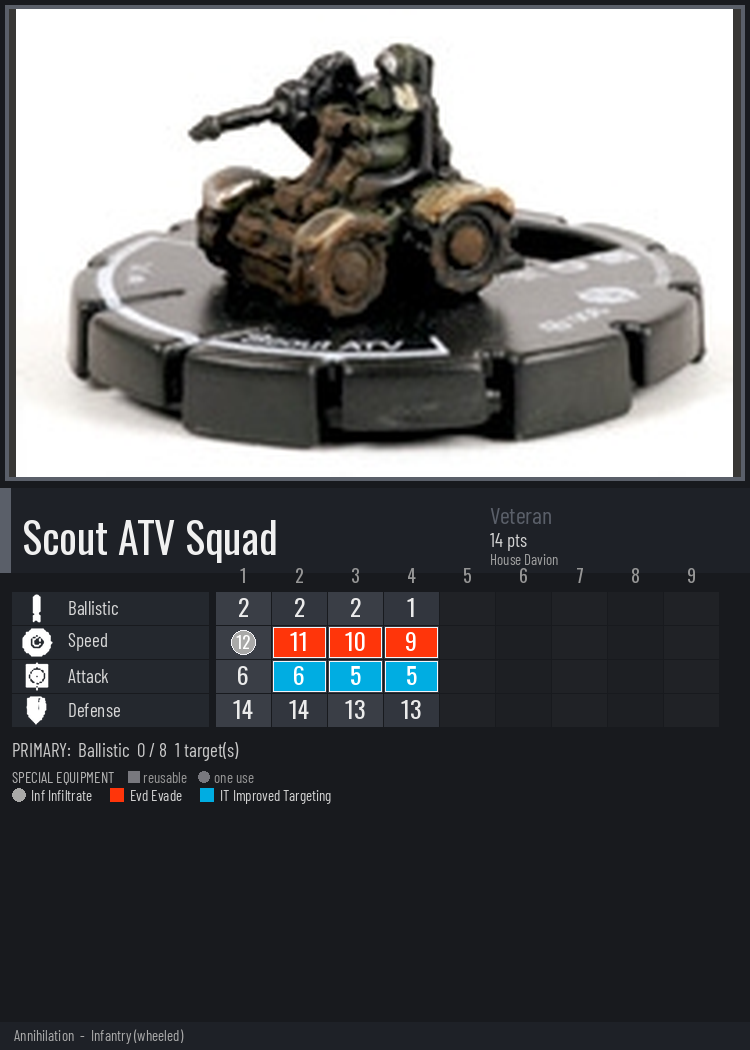 Scout ATV
Scout ATV Squad
Veteran
14 pts
House Davion
1 2 3 4 5 6 7 8 9
Ballistic 2 2 2 1
Speed 12 11 10 9
Attack 6 6 5 5
Defense 14 14 13 13
PRIMARY: Ballistic 0 / 8 1 target(s)
SPECIAL EQUIPMENT reusable one use
Inf Infiltrate Evd Evade IT Improved Targeting
Annihilation - Infantry (wheeled)